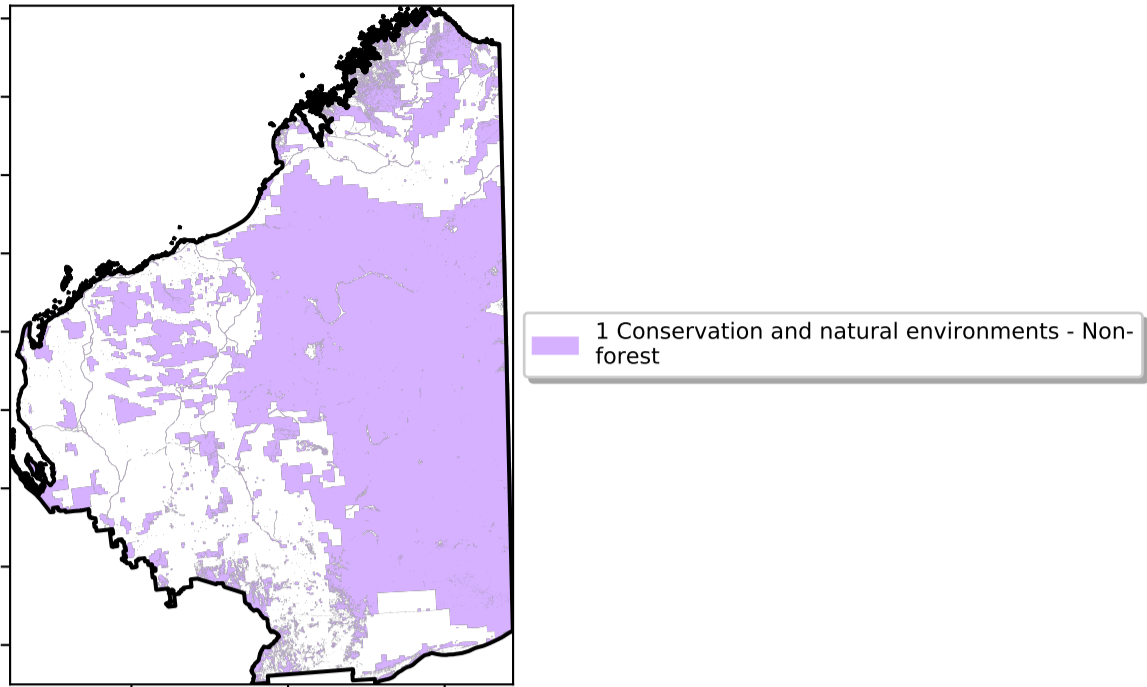 1 Conservation and natural environments - Non-
forest